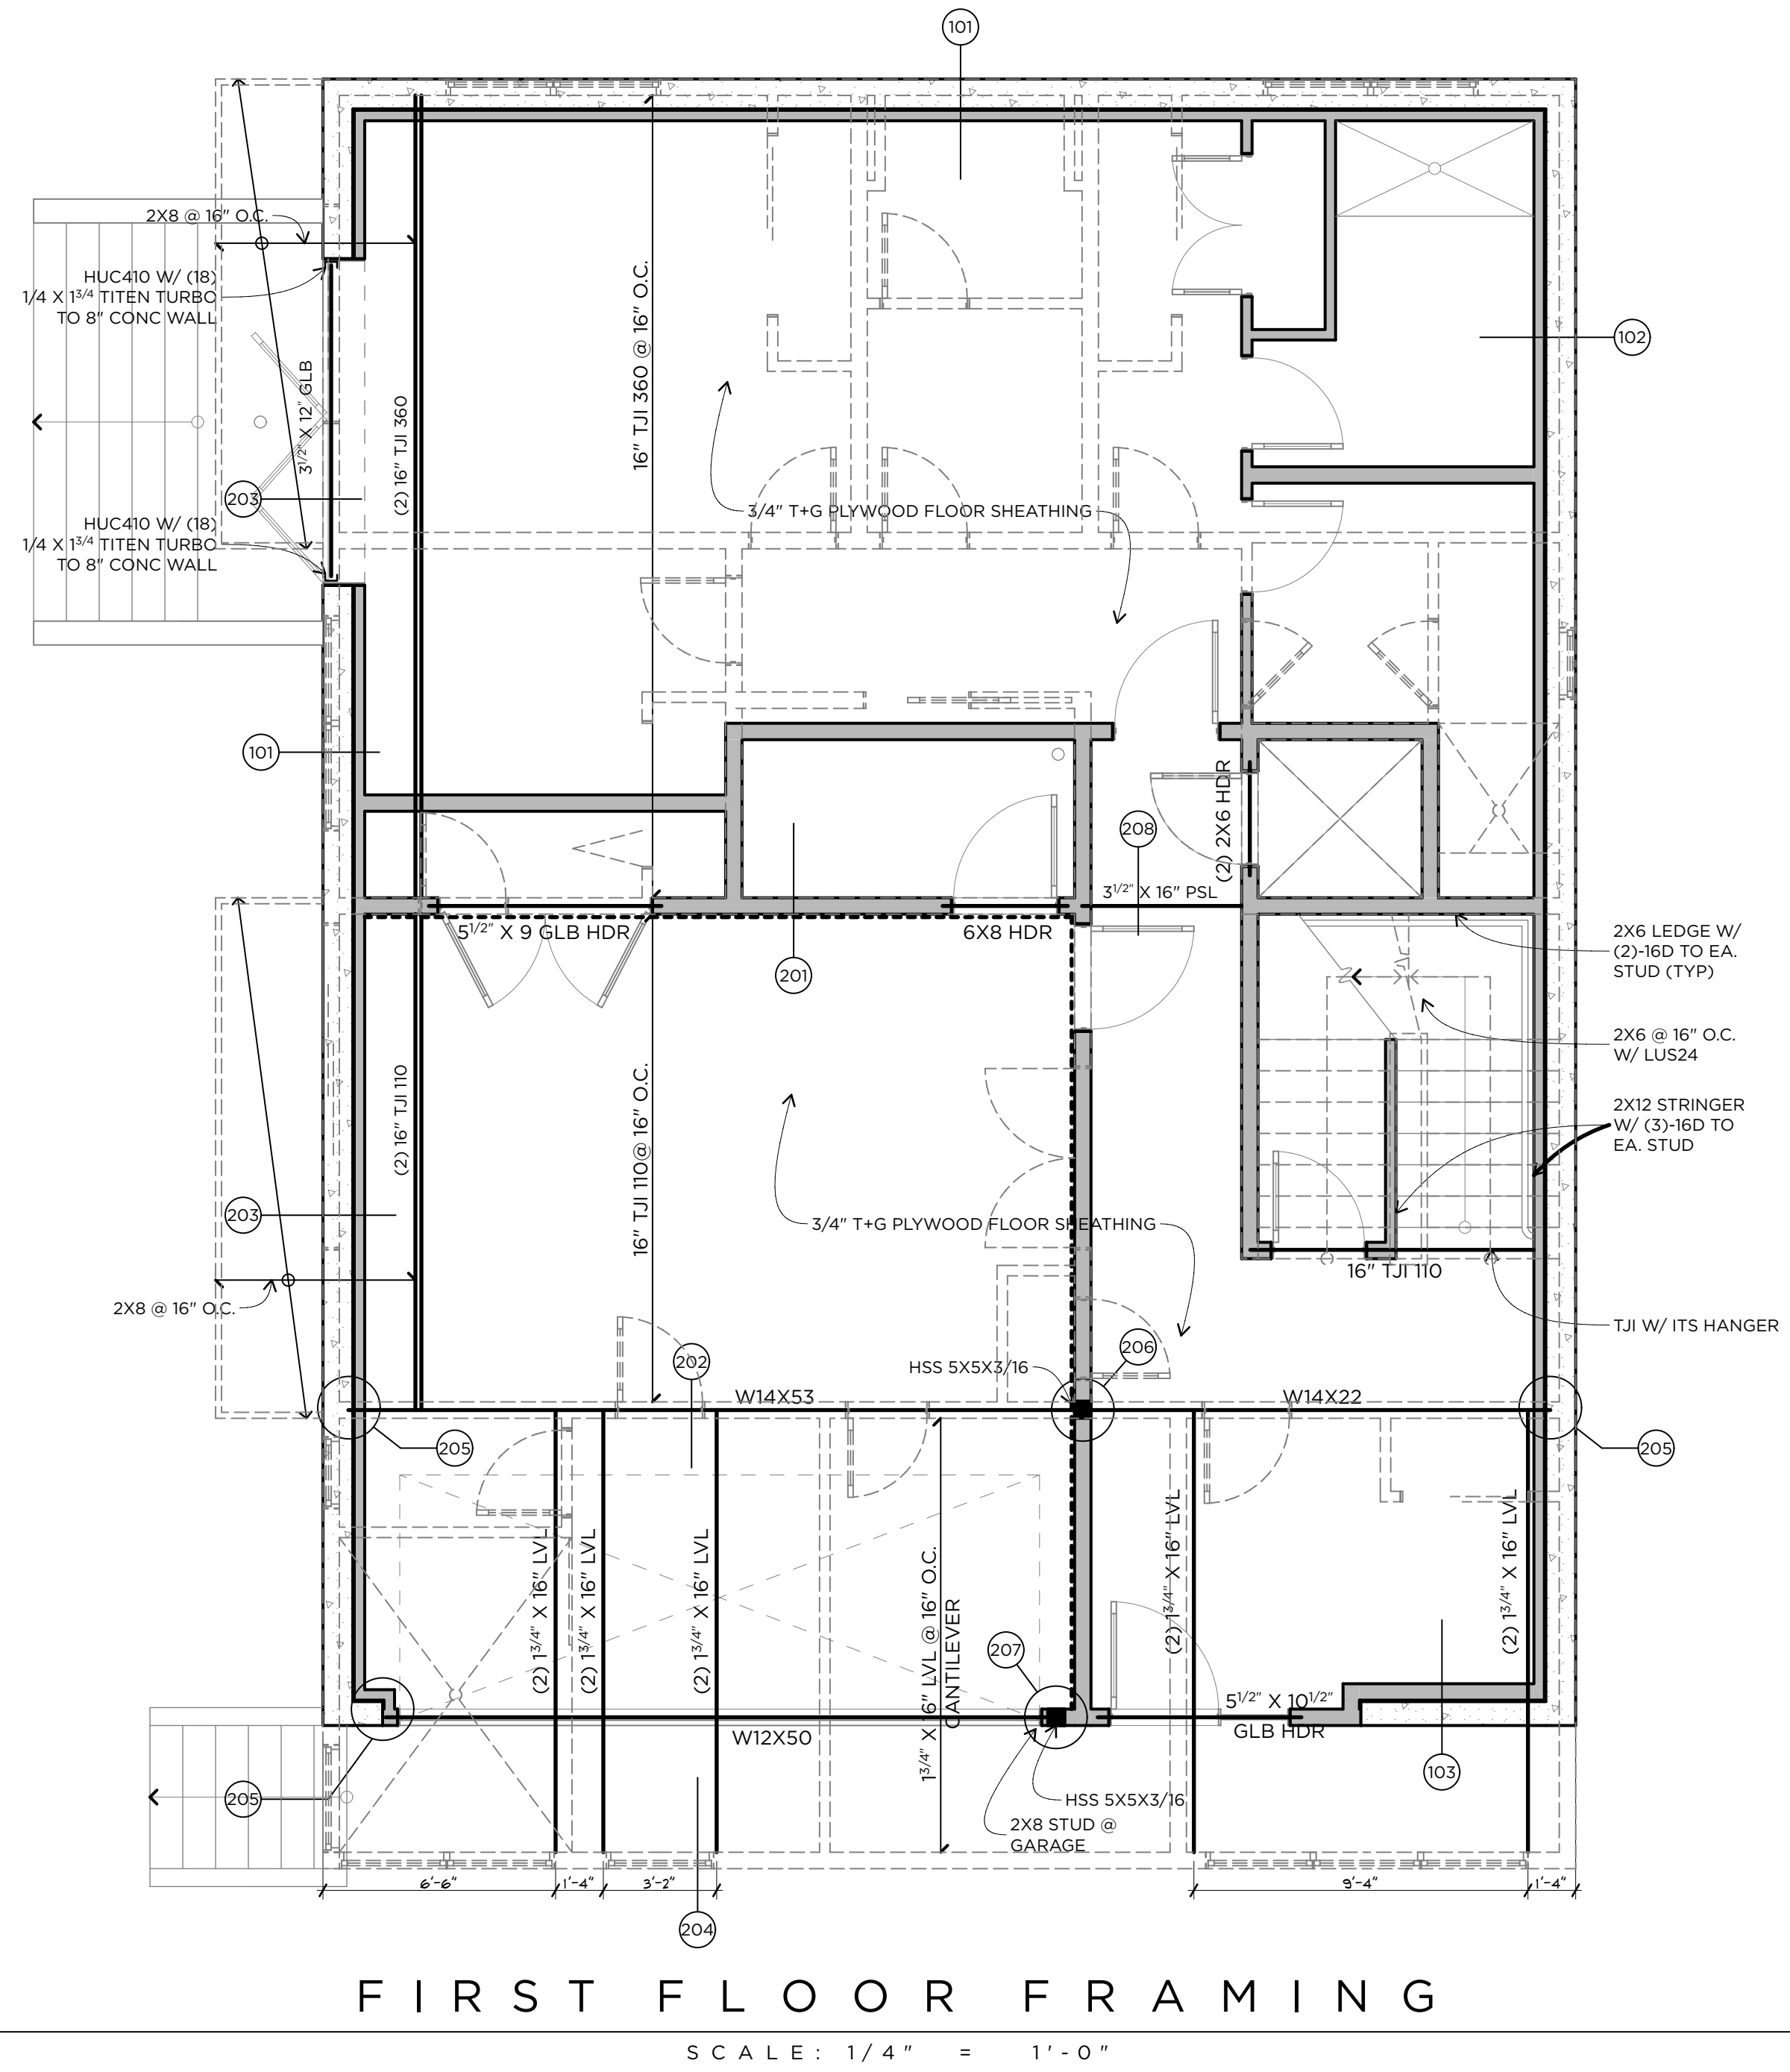 101
2X8 @ 16" O.C.
HUC410 W/ (18)
1/4 X 1 3/4 TITEN TURBO
TO 8" CONC WALL
3 1/2" X 12" GLB
(2) 16" TJI 360
16" TJI 360 @ 16" O.C.
102
203
3/4" T+G PLYWOOD FLOOR SHEATHING
HUC410 W/ (18)
1/4 X 1 3/4 TITEN TURBO
TO 8" CONC WALL
101
208
(2) 2X6 HDR
3 1/2" X 16" PSL
5 1/2" X 9 GLB HDR
6X8 HDR
201
2X6 LEDGE W/
(2)-16D TO EA.
STUD (TYP)
2X6 @ 16" O.C.
W/ LUS24
2X12 STRINGER
W/ (3)-16D TO
EA. STUD
(2) 16" TJI 110
16" TJI 110@ 16" O.C.
203
3/4" T+G PLYWOOD FLOOR SHEATHING
16" TJI 110
2X8 @ 16" O.C.
TJI W/ ITS HANGER
202
HSS 5X5X3/16
206
W14X53
W14X22
205
205
(2) 1 3/4" X 16" LVL
(2) 1 3/4" X 16" LVL
(2) 1 3/4" X 16" LVL
1 3/4" X 16" LVL @ 16" O.C.
CANTILEVER
(2) 1 3/4" X 16" LVL
(2) 1 3/4" X 16" LVL
207
5 1/2" X 10 1/2"
GLB HDR
W12X50
103
205
HSS 5X5X3/16
2X8 STUD @
GARAGE
6'-6"
1'-4"
3'-2"
9'-4"
1'-4"
204
FIRST FLOOR FRAMING
SCALE: 1/4" = 1'-0"